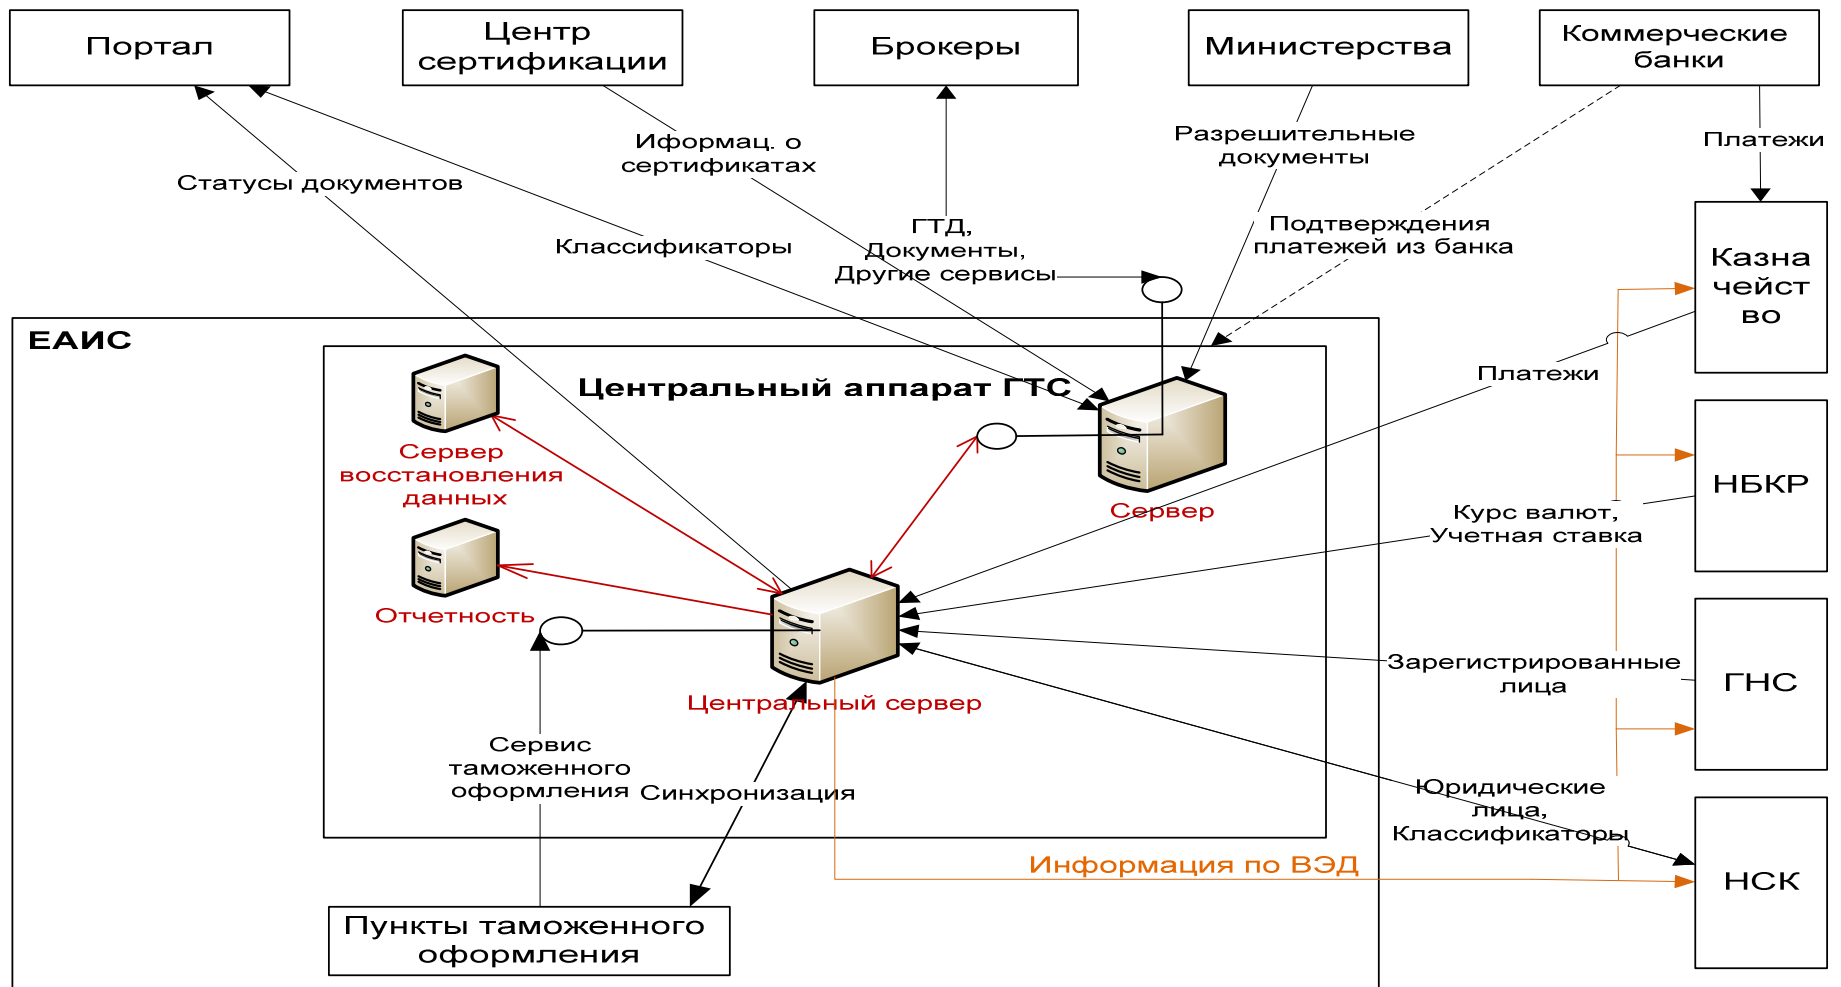 Портал
Центр
сертификации
Брокеры
Министерства
Коммерческие
банки
Иформац. о
сертификатах
Разрешительные
документы
Платежи
Статусы документов
Классификаторы
ГТД,
Документы,
Другие сервисы
Подтверждения
платежей из банка
Казна
чейст
во
ЕАИС
Центральный аппарат ГТС
Платежи
Сервер
восстановления
данных
Сервер
Курс валют,
Учетная ставка
НБКР
Отчетность
Зарегистрированные
лица
ГНС
Центральный сервер
Сервис
таможенного
оформления
Синхронизация
Юридические
лица,
Классификаторы
Информация по ВЭД
НСК
Пункты таможенного
оформления